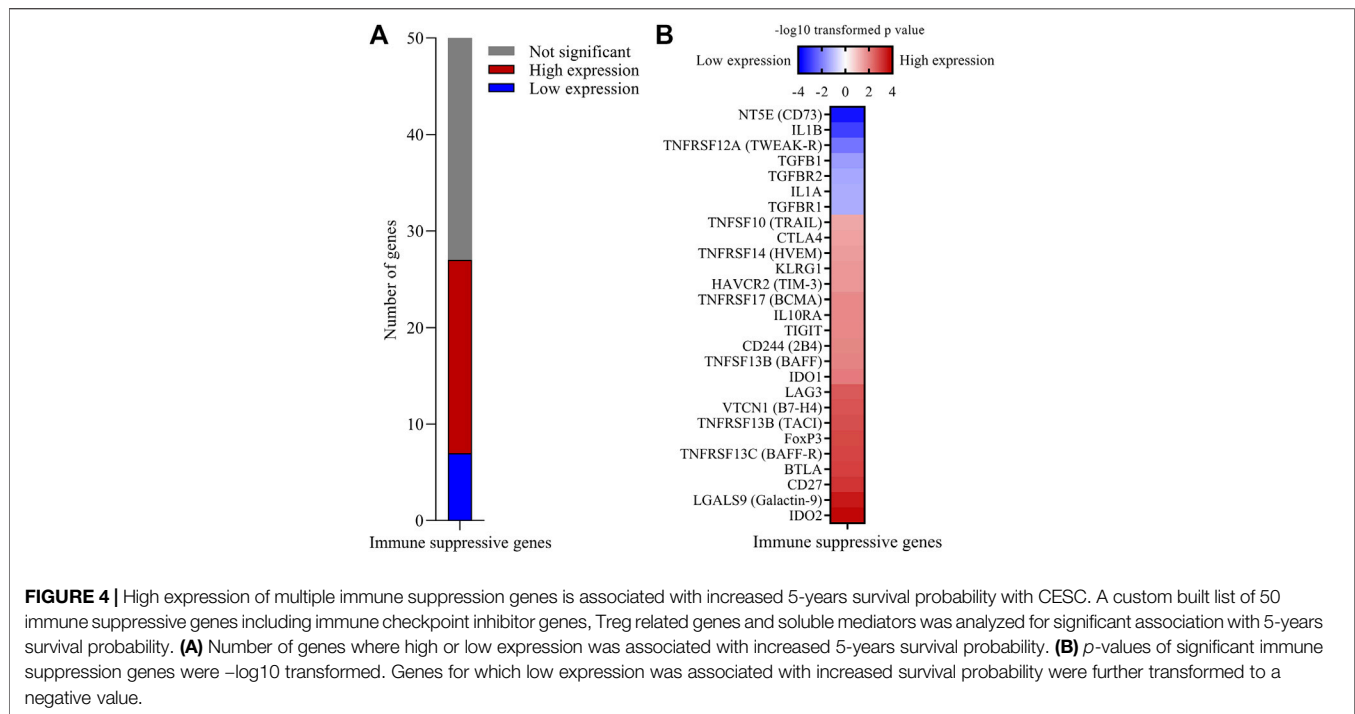 A
50
40
30
20
10
0
Number of genes
Not significant
High expression
Low expression
Immune suppressive genes
B
-log10 transformed p value
Low expression
High expression
-4 -2 0 2 4
NT5E (CD73)
IL1B
TNFRSF12A (TWEAK-R)
TGFB1
TGFBR2
IL1A
TGFBR1
TNFSF10 (TRAIL)
CTLA4
TNFRSF14 (HVEM)
KLRG1
HAVCR2 (TIM-3)
TNFRSF17 (BCMA)
IL10RA
TIGIT
CD244 (2B4)
TNFSF13B (BAFF)
IDO1
LAG3
VTCN1 (B7-H4)
TNFRSF13B (TACI)
FoxP3
TNFRSF13C (BAFF-R)
BTLA
CD27
LGALS9 (Galactin-9)
IDO2
Immune suppressive genes
FIGURE 4 | High expression of multiple immune suppression genes is associated with increased 5-years survival probability with CESC. A custom built list of 50
immune suppressive genes including immune checkpoint inhibitor genes, Treg related genes and soluble mediators was analyzed for significant association with 5-years
survival probability. (A) Number of genes where high or low expression was associated with increased 5-years survival probability. (B) p-values of significant immune
suppression genes were –log10 transformed. Genes for which low expression was associated with increased survival probability were further transformed to a
negative value.